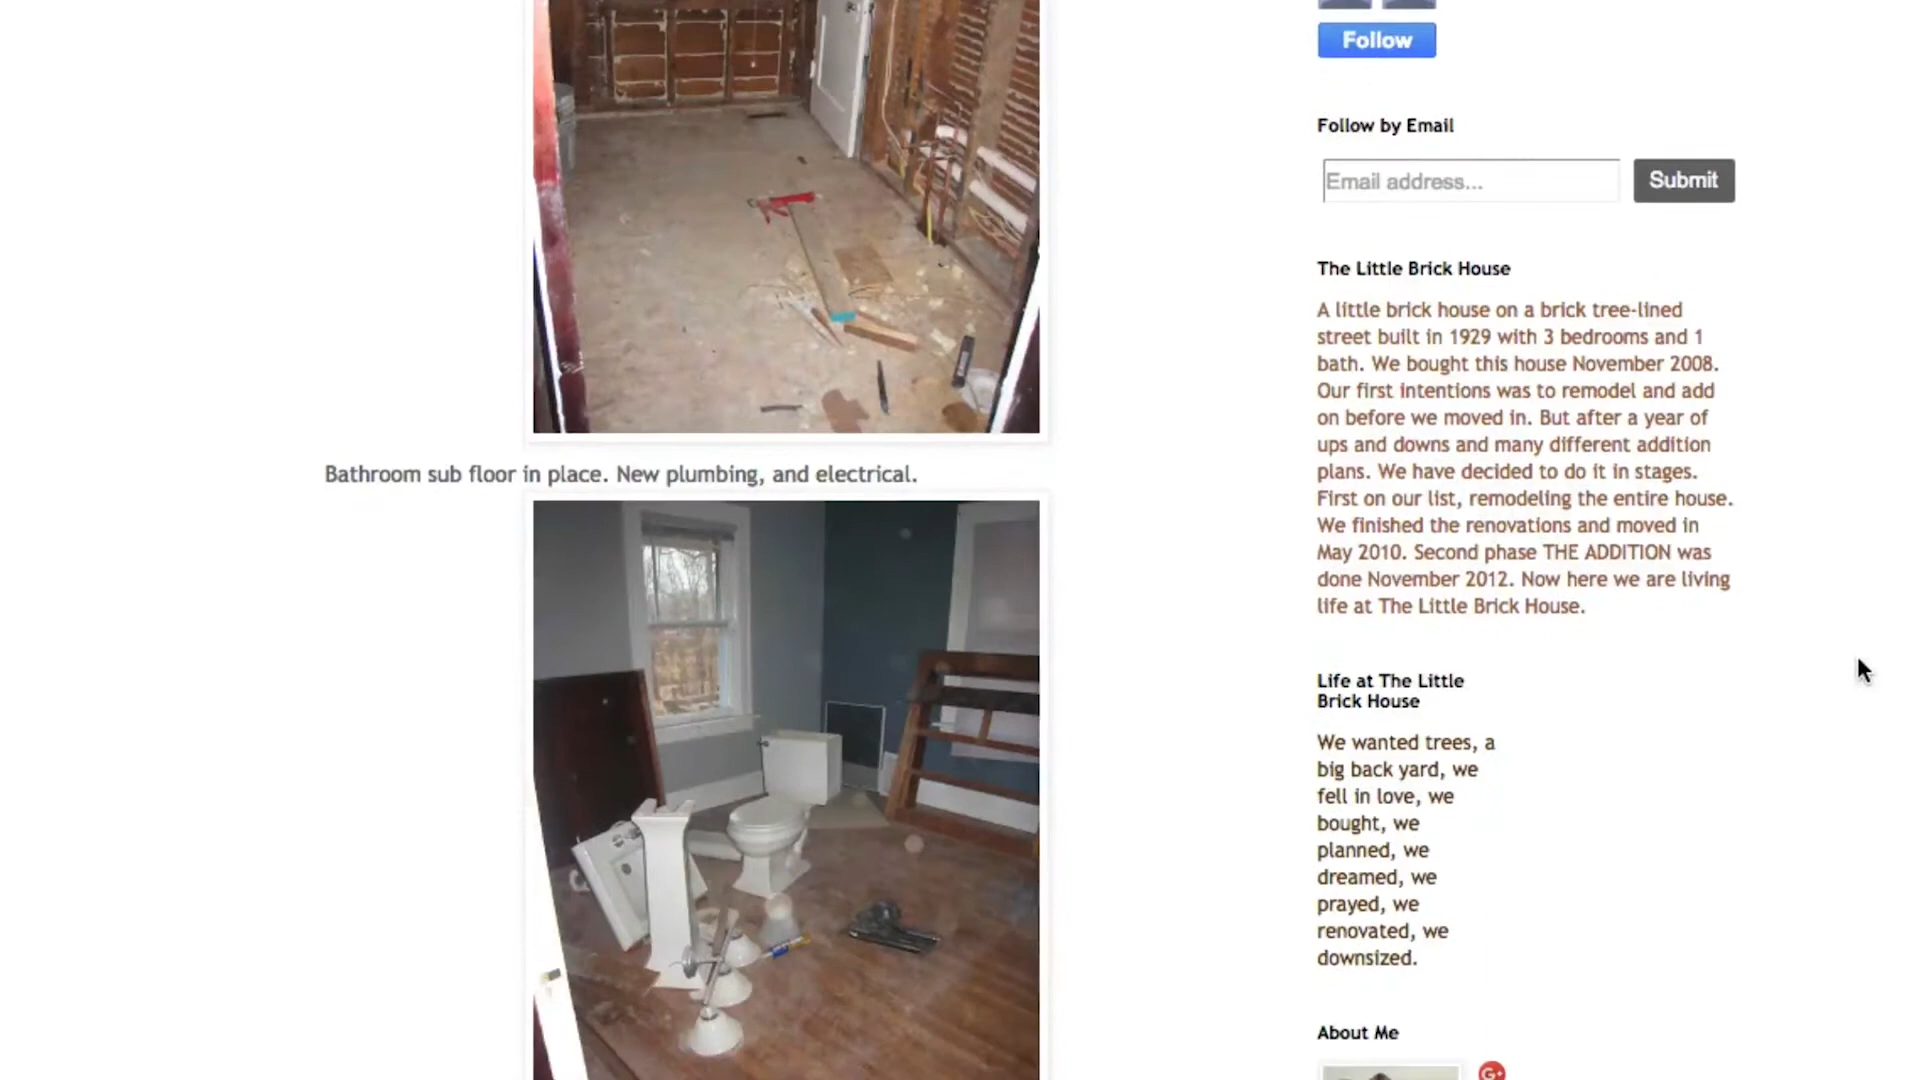 Follow
Follow by Email
Email address...
Submit
The Little Brick House
A little brick house on a brick tree-lined
street built in 1929 with 3 bedrooms and 1
bath. We bought this house November 2008.
Our first intentions was to remodel and add
on before we moved in. But after a year of
ups and downs and many different addition
plans. We have decided to do it in stages.
First on our list, remodeling the entire house.
We finished the renovations and moved in
May 2010. Second phase THE ADDITION was
done November 2012. Now here we are living
life at The Little Brick House.
Bathroom sub floor in place. New plumbing, and electrical.
Life at The Little
Brick House
We wanted trees, a
big back yard, we
fell in love, we
bought, we
planned, we
dreamed, we
prayed, we
renovated, we
downsized.
About Me
G+